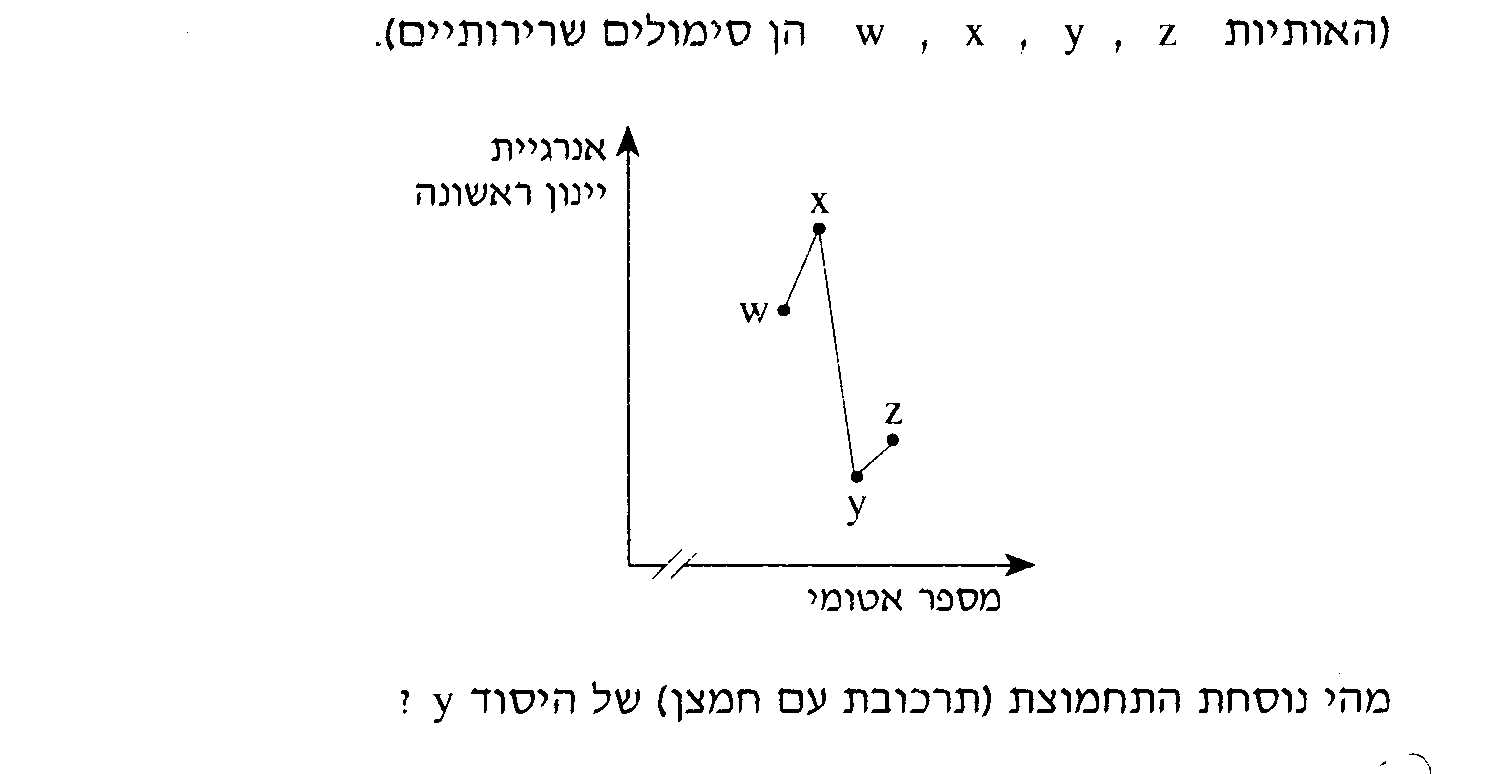 (האותיות w , x , y , z הן סימולים שרירותיים).
אנרגיית
יינון ראשונה
x
w
z
y
מספר אטומי
מהי נוסחת התחמוצת (תרכובת עם חמצן) של היסוד y ?